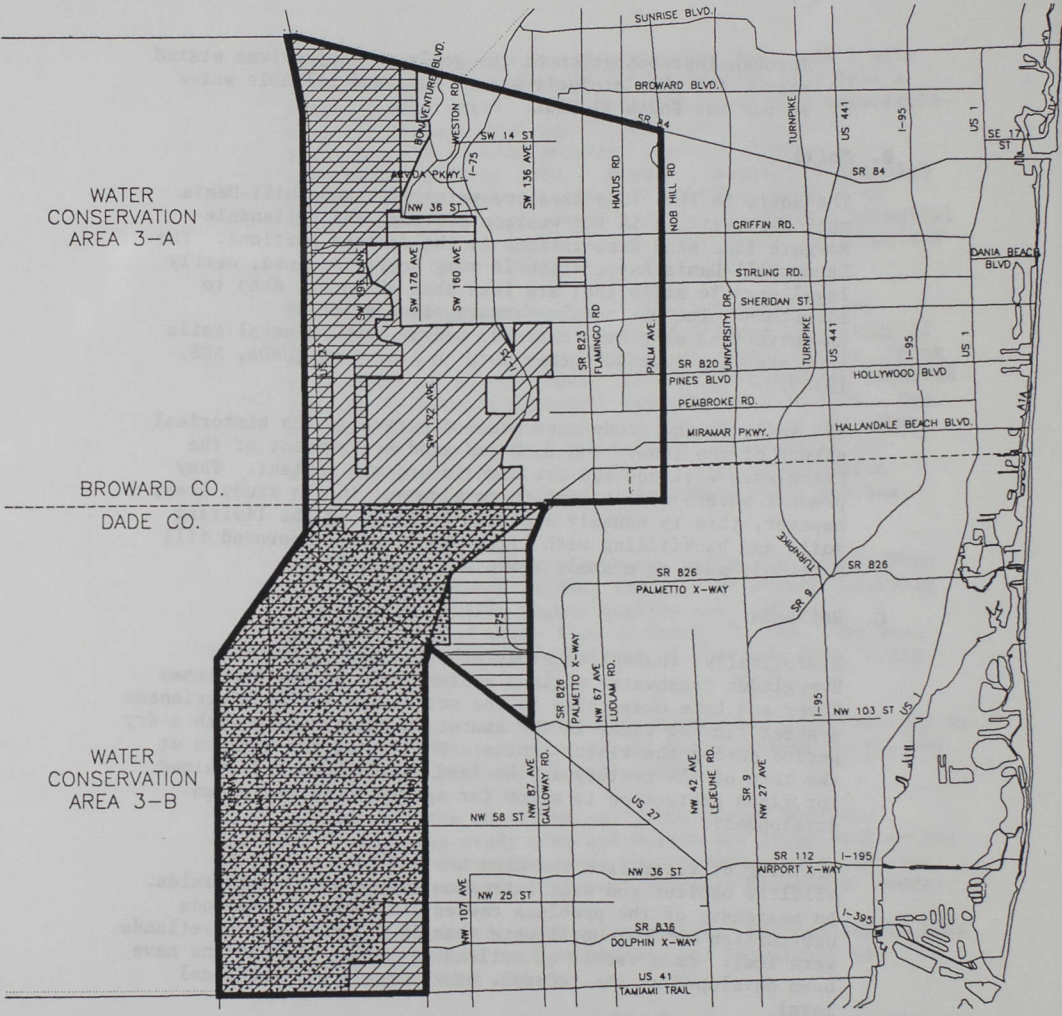 SUNRISE BLVD.
BROWARD BLVD.
BONAVENTURE BLVD.
WESTON RD.
SW 14 ST
I-75
SW 136 AVE
HIATUS RD
NOB HILL RD
TURNPIKE
US 441
I-95
US 1
SE 17 ST
SR 84
SR 84
ARVIDA PKWY.
NW 36 ST
WATER
CONSERVATION
AREA 3-A
GRIFFIN RD.
DANIA BEACH
BLVD
SW 178 AVE
SW 160 AVE
STIRLING RD.
SHERIDAN ST.
SR 823
FLAMINGO RD
PALM AVE.
UNIVERSITY DR.
TURNPIKE
US 441
I-95
US 1
I-75
SR 820
PINES BLVD
HOLLYWOOD BLVD
SW 172 AVE
PEMBROKE RD.
MIRAMAR PKWY.
HALLANDALE BEACH BLVD.
BROWARD CO.
DADE CO.
TURNPIKE
SR 826
SR 826
PALMETTO X-WAY
SR 9
I-75
SR 826
PALMETTO X-WAY
NW 67 AVE
LUDLAM RD.
I-95
NW 103 ST
US 1
WATER
CONSERVATION
AREA 3-B
NW 87 AVE
GALLOWAY RD.
US 27
NW 42 AVE
LEJEUNE RD.
SR 9
NW 27 AVE
NW 58 ST
SR 112
I-195
AIRPORT X-WAY
NW 36 ST
NW 25 ST
NW 107 AVE
I-395
SR 836
DOLPHIN X-WAY
US 41
TAMIAMI TRAIL